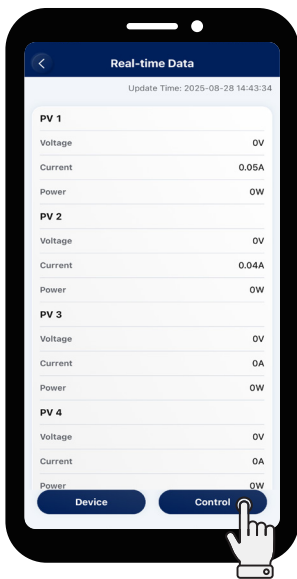 Real-time Data
Update Time: 2025-08-28 14:43:34
PV 1
Voltage 0V
Current 0.05A
Power 0W
PV 2
Voltage 0V
Current 0.04A
Power 0W
PV 3
Voltage 0V
Current 0A
Power 0W
PV 4
Voltage 0V
Current 0A
Power 0W
Device Control